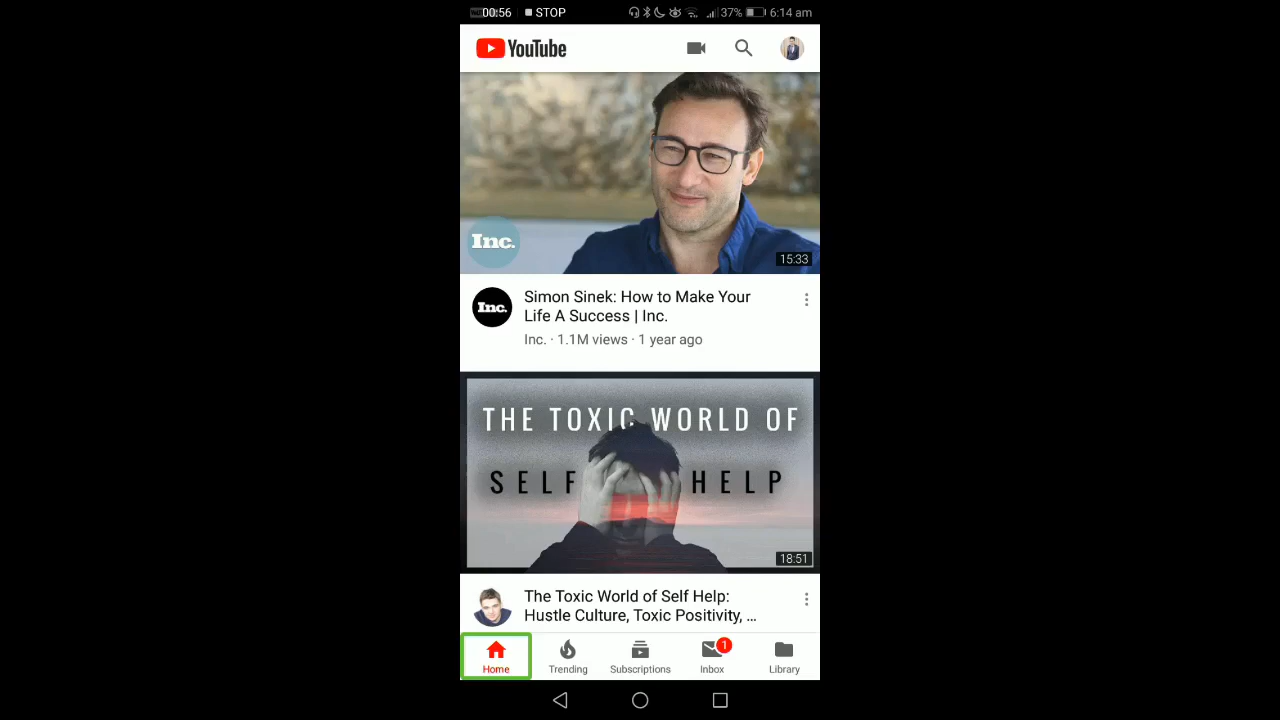 00:56 STOP 37% 6:14 am
YouTube
Inc.
15:33
Inc.
Simon Sinek: How to Make Your
Life A Success | Inc.
Inc. · 1.1M views · 1 year ago
THE TOXIC WORLD OF
SELF HELP
18:51
The Toxic World of Self Help:
Hustle Culture, Toxic Positivity, ...
1
Home Trending Subscriptions Inbox Library